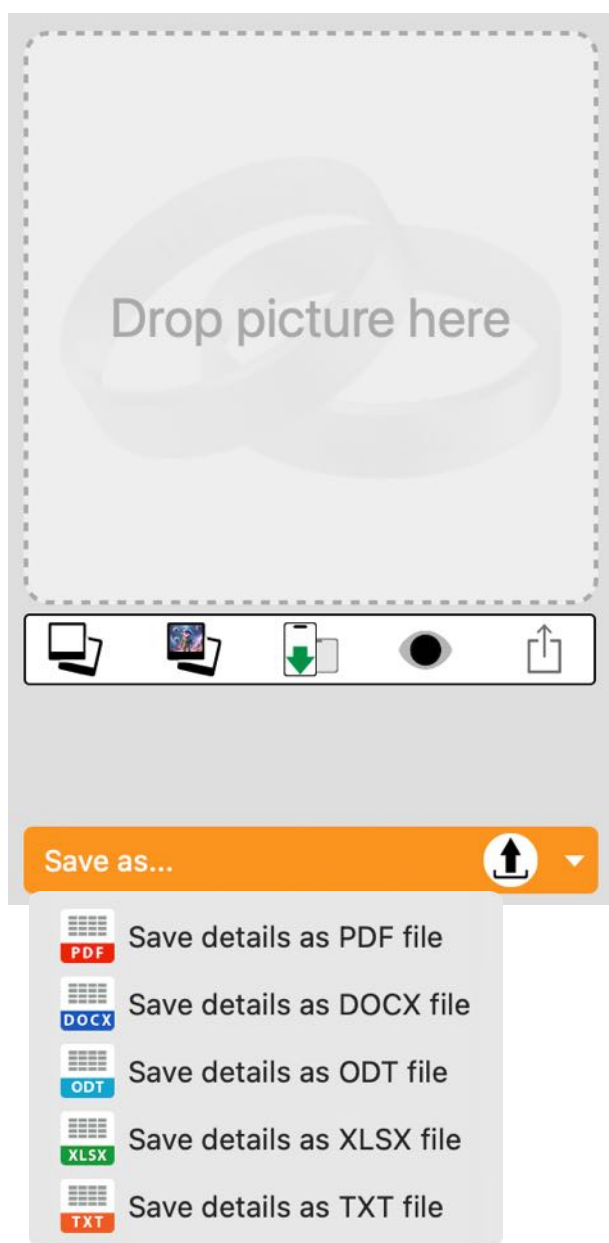 Drop picture here
Save as...
PDF Save details as PDF file
DOCX Save details as DOCX file
ODT Save details as ODT file
XLSX Save details as XLSX file
TXT Save details as TXT file